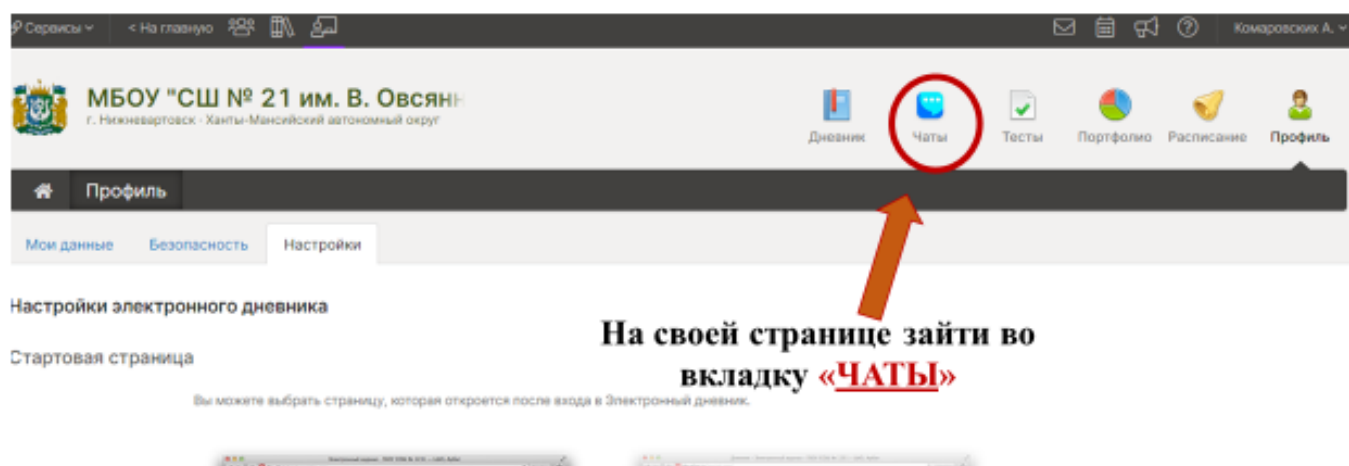 Сервисы
< На главную
Комаровских А.
МБОУ "СШ № 21 им. В. Овсянн
г. Нижневартовск · Ханты-Мансийский автономный округ
Дневник Чаты Тесты Портфолио Расписание Профиль
Профиль
Мои данные Безопасность Настройки
Настройки электронного дневника
Стартовая страница
На своей странице зайти во
вкладку «ЧАТЫ»
Вы можете выбрать страницу, которая откроется после входа в Электронный дневник.